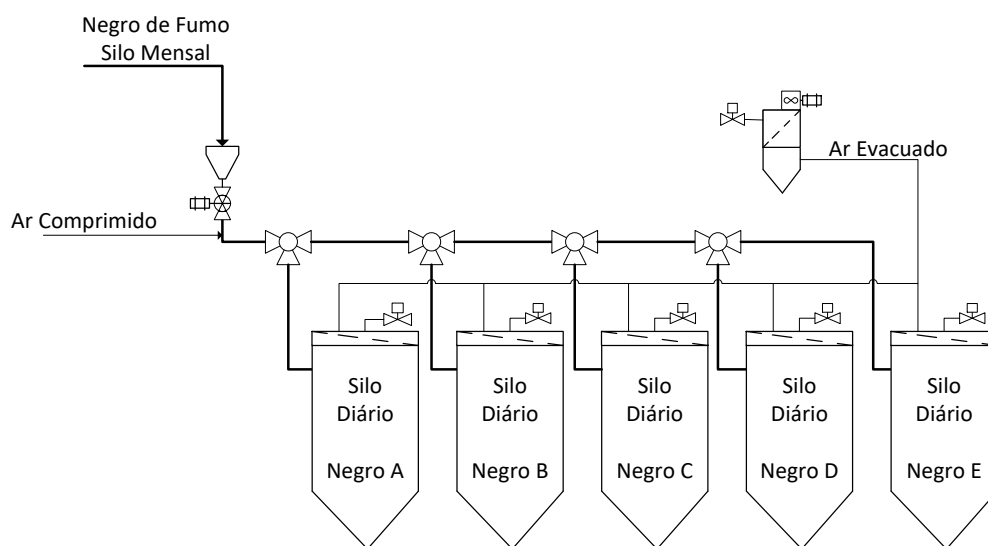 Negro de Fumo
Silo Mensal
Ar Evacuado
Ar Comprimido
Silo
Diário
Negro A
Silo
Diário
Negro B
Silo
Diário
Negro C
Silo
Diário
Negro D
Silo
Diário
Negro E